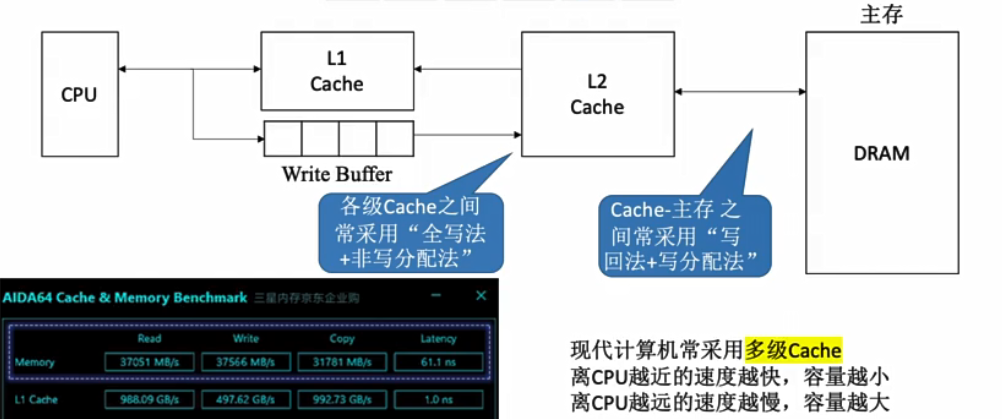 主存
CPU
L1
Cache
L2
Cache
DRAM
Write Buffer
各级Cache之间
常采用“全写法
+非写分配法”
Cache-主存 之
间常采用“写
回法+写分配法”
AIDA64 Cache & Memory Benchmark 三星内存京东企业购
Read Write Copy Latency
Memory 37051 MB/s 37566 MB/s 31781 MB/s 61.1 ns
L1 Cache 988.09 GB/s 497.62 GB/s 992.73 GB/s 1.0 ns
现代计算机常采用多级Cache
离CPU越近的速度越快，容量越小
离CPU越远的速度越慢，容量越大